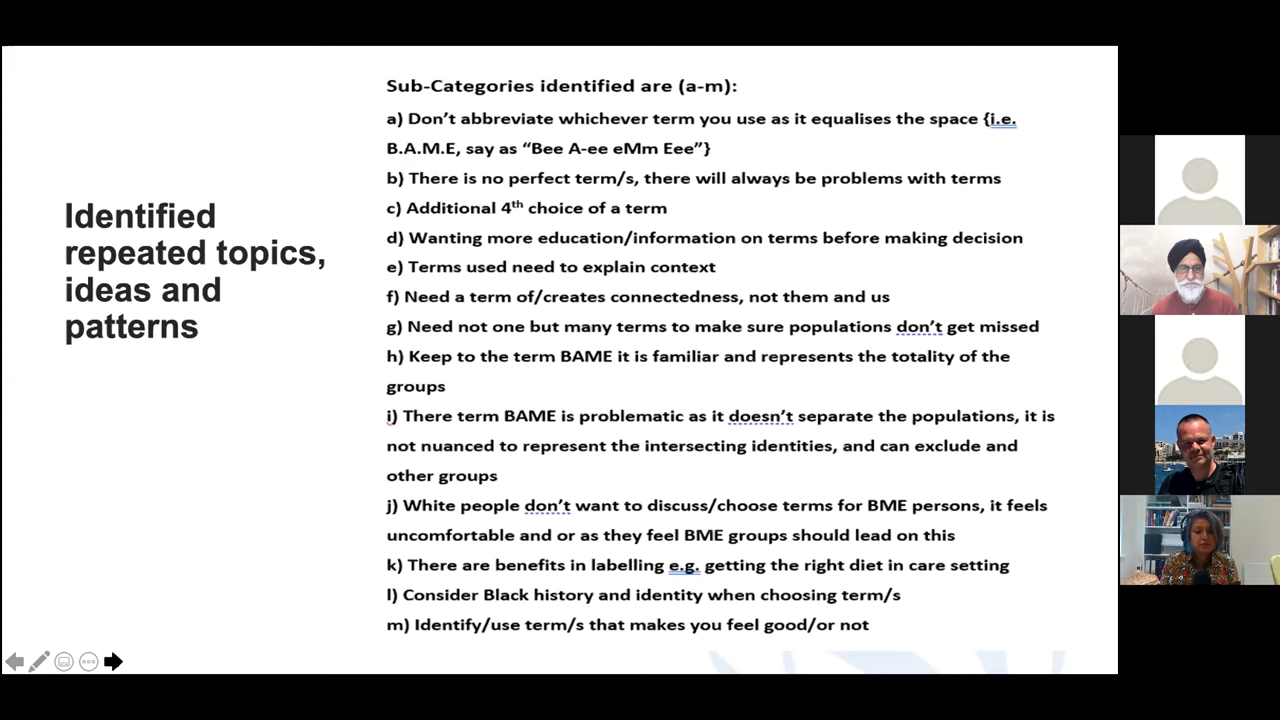 Identified
repeated topics,
ideas and
patterns
Sub-Categories identified are (a-m):
a) Don’t abbreviate whichever term you use as it equalises the space {i.e.
B.A.M.E, say as “Bee A-ee eMm Eee”}
b) There is no perfect term/s, there will always be problems with terms
c) Additional 4th choice of a term
d) Wanting more education/information on terms before making decision
e) Terms used need to explain context
f) Need a term of/creates connectedness, not them and us
g) Need not one but many terms to make sure populations don’t get missed
h) Keep to the term BAME it is familiar and represents the totality of the
groups
i) There term BAME is problematic as it doesn’t separate the populations, it is
not nuanced to represent the intersecting identities, and can exclude and
other groups
j) White people don’t want to discuss/choose terms for BME persons, it feels
uncomfortable and or as they feel BME groups should lead on this
k) There are benefits in labelling e.g. getting the right diet in care setting
l) Consider Black history and identity when choosing term/s
m) Identify/use term/s that makes you feel good/or not